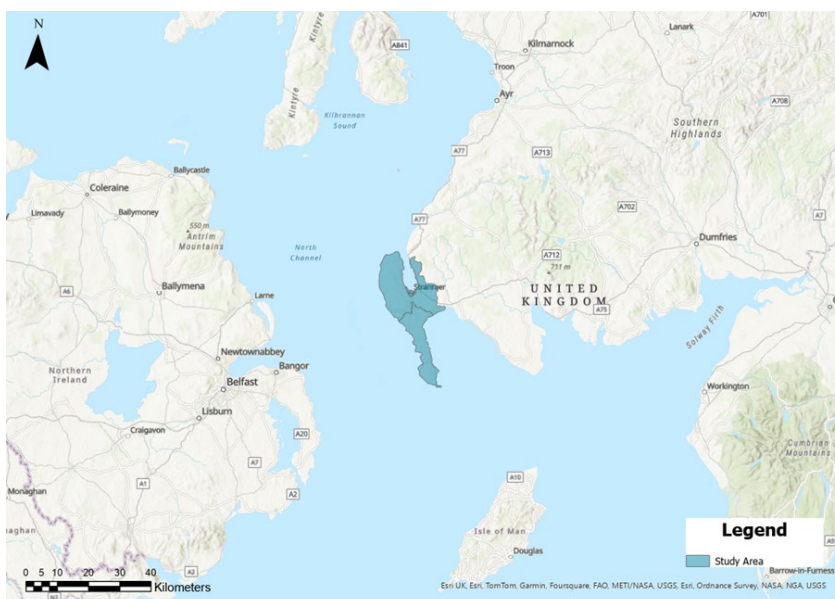 N
A841
A701
Lanark
Kilmarnock
Troon
Ayr
Kintyre
Kintyre
Kilbrannan
Sound
Southern
Highlands
A708
A77
A713
A702
Ballycastle
Coleraine
Limavady
Ballymoney
550 m
Antrim
Mountains
North
Channel
A77
A712
711 m
Dumfries
Ballymena
A6
Larne
Stranraer
UNITED
KINGDOM
A75
Solway Firth
Newtownabbey
Bangor
Northern
Ireland
Belfast
Lisburn
Workington
Craigavon
A20
A7
Cumbrian
Mountains
A1
A2
Monaghan
A10
Isle of Man
Douglas
Legend
Study Area
A2
0 5 10 20 30 40
Kilometers
Barrow-in-Furness
Esri UK, Esri, TomTom, Garmin, Foursquare, FAO, METI/NASA, USGS, Esri, Ordnance Survey, NASA, NGA, USGS